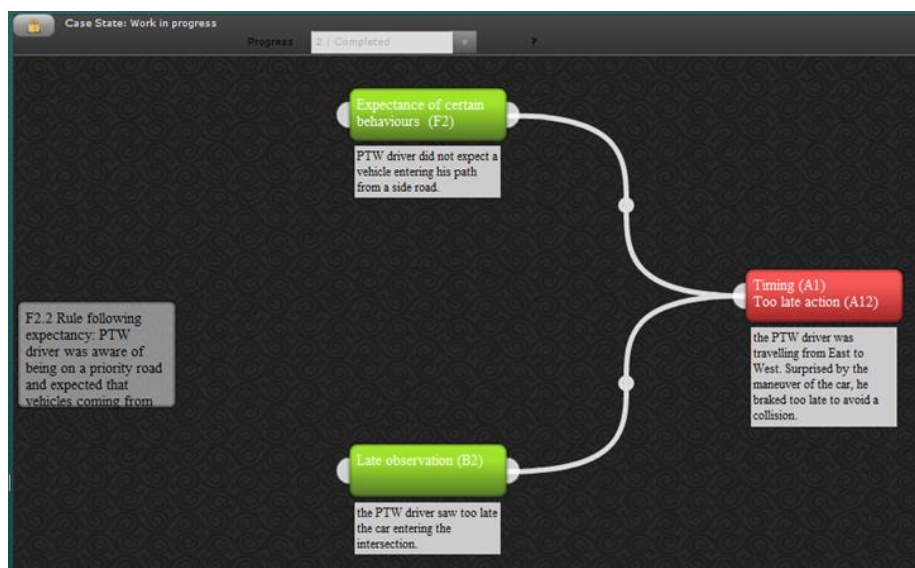 Case State: Work in progress
Progress
2 | Completed
?
Expectance of certain
behaviours (F2)
PTW driver did not expect a
vehicle entering his path
from a side road.
Timing (A1)
Too late action (A12)
the PTW driver was
travelling from East to
West. Surprised by the
maneuver of the car, he
braked too late to avoid a
collision.
F2.2 Rule following
expectancy: PTW
driver was aware of
being on a priority road
and expected that
vehicles coming from
Late observation (B2)
the PTW driver saw too late
the car entering the
intersection.